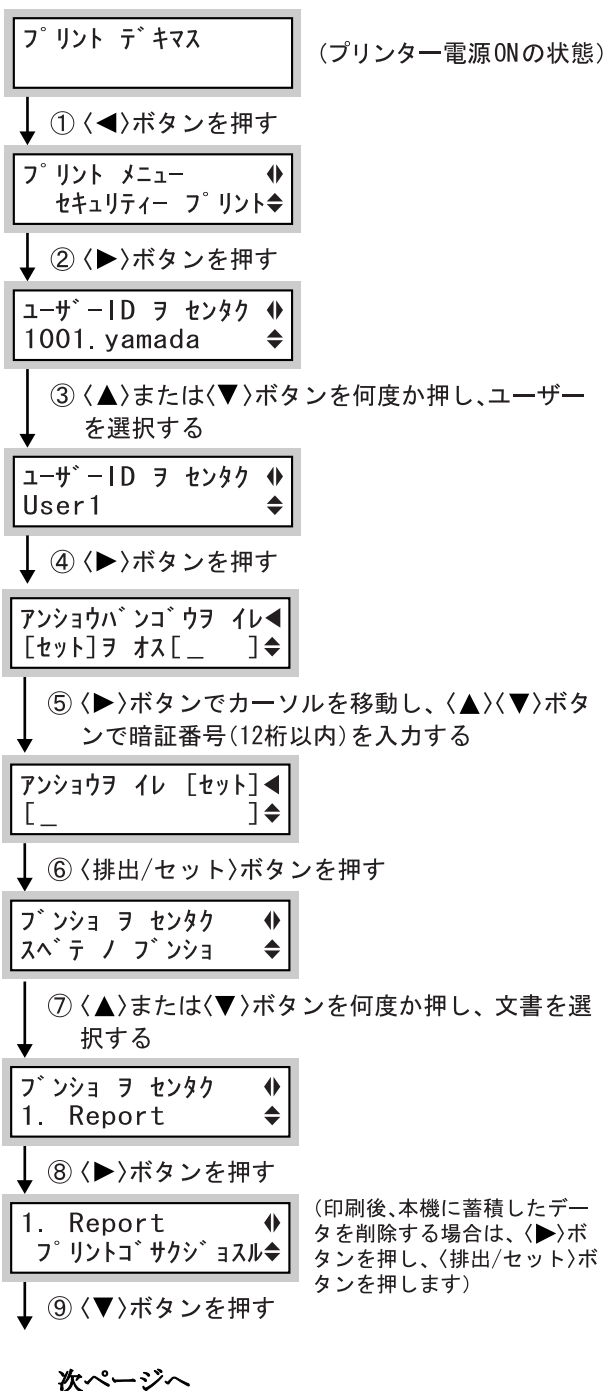 ﾌﾟﾘﾝﾄ ﾃﾞｷﾏｽ
(プリンター電源ONの状態)
①〈◀〉ボタンを押す
ﾌﾟﾘﾝﾄ ﾒﾆｭｰ
ｾｷｭﾘﾃｨｰ ﾌﾟﾘﾝﾄ
②〈▶〉ボタンを押す
ﾕｰｻﾞｰID ｦ ｾﾝﾀｸ
1001.yamada
③〈▲〉または〈▼〉ボタンを何度か押し、ユーザー
を選択する
ﾕｰｻﾞｰID ｦ ｾﾝﾀｸ
User1
④〈▶〉ボタンを押す
ｱﾝｼｮｳﾊﾞﾝｺﾞｳｦ ｲﾚ◀
[ｾｯﾄ]ｦ ｵｽ[_ ]
⑤〈▶〉ボタンでカーソルを移動し、〈▲〉〈▼〉ボタ
ンで暗証番号(12桁以内)を入力する
ｱﾝｼｮｳｦ ｲﾚ [ｾｯﾄ]◀
[_ ]
⑥〈排出/セット〉ボタンを押す
ﾌﾞﾝｼｮ ｦ ｾﾝﾀｸ
ｽﾍﾞﾃ ﾉ ﾌﾞﾝｼｮ
⑦〈▲〉または〈▼〉ボタンを何度か押し、文書を選
択する
ﾌﾞﾝｼｮ ｦ ｾﾝﾀｸ
1. Report
⑧〈▶〉ボタンを押す
1. Report
ﾌﾟﾘﾝﾄｺﾞｻｸｼﾞｮｽﾙ
(印刷後、本機に蓄積したデー
タを削除する場合は、〈▶〉ボ
タンを押し、〈排出/セット〉ボ
タンを押します)
⑨〈▼〉ボタンを押す
次ページへ